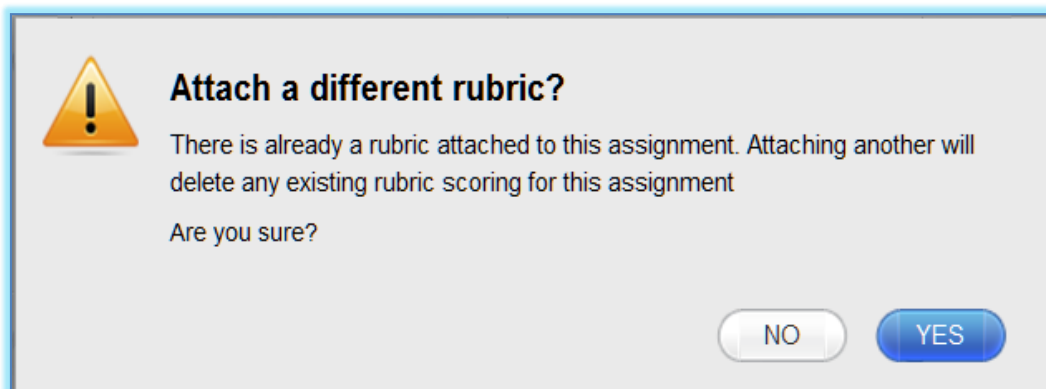 Attach a different rubric?
There is already a rubric attached to this assignment. Attaching another will
delete any existing rubric scoring for this assignment
Are you sure?
NO
YES